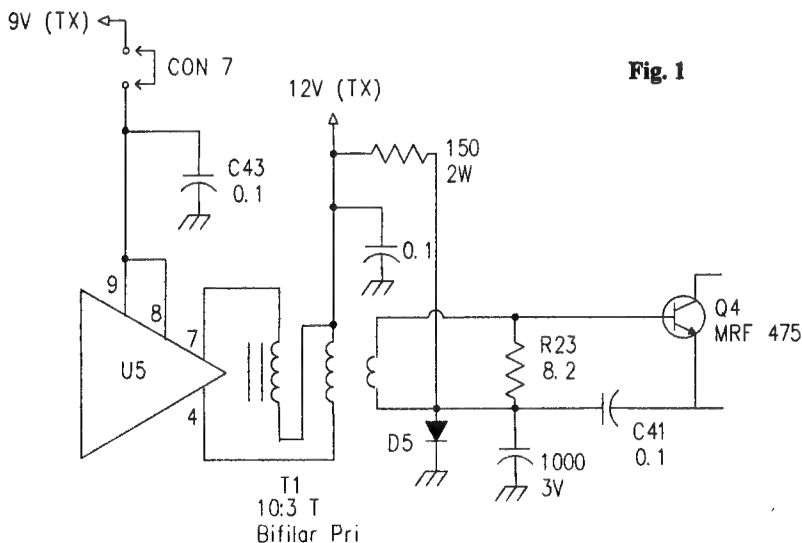 9V (TX)
CON 7
Fig. 1
12V (TX)
C43
0.1
150
2W
0.1
9
8
7
U5
4
Q4
MRF 475
R23
8.2
D5
C41
0.1
1000
3V
T1
10:3 T
Bifilar Pri